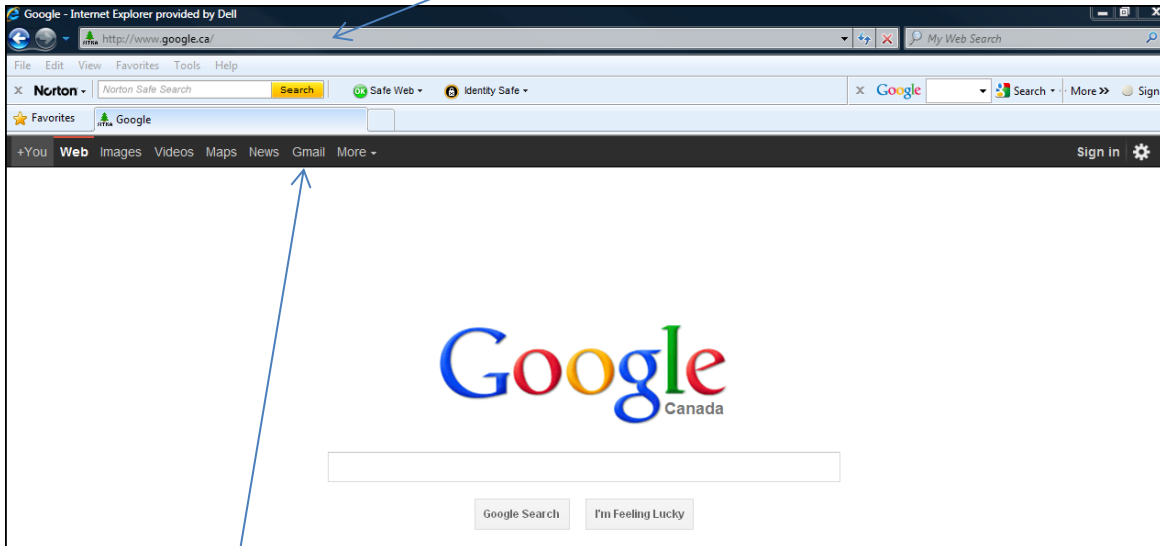 Google - Internet Explorer provided by Dell
http://www.google.ca/ My Web Search
File Edit View Favorites Tools Help
x Norton Norton Safe Search Search OK Safe Web Identity Safe x Google Search More >> Sign
Favorites Google
+You Web Images Videos Maps News Gmail More Sign in
Google
Canada
Google Search I'm Feeling Lucky